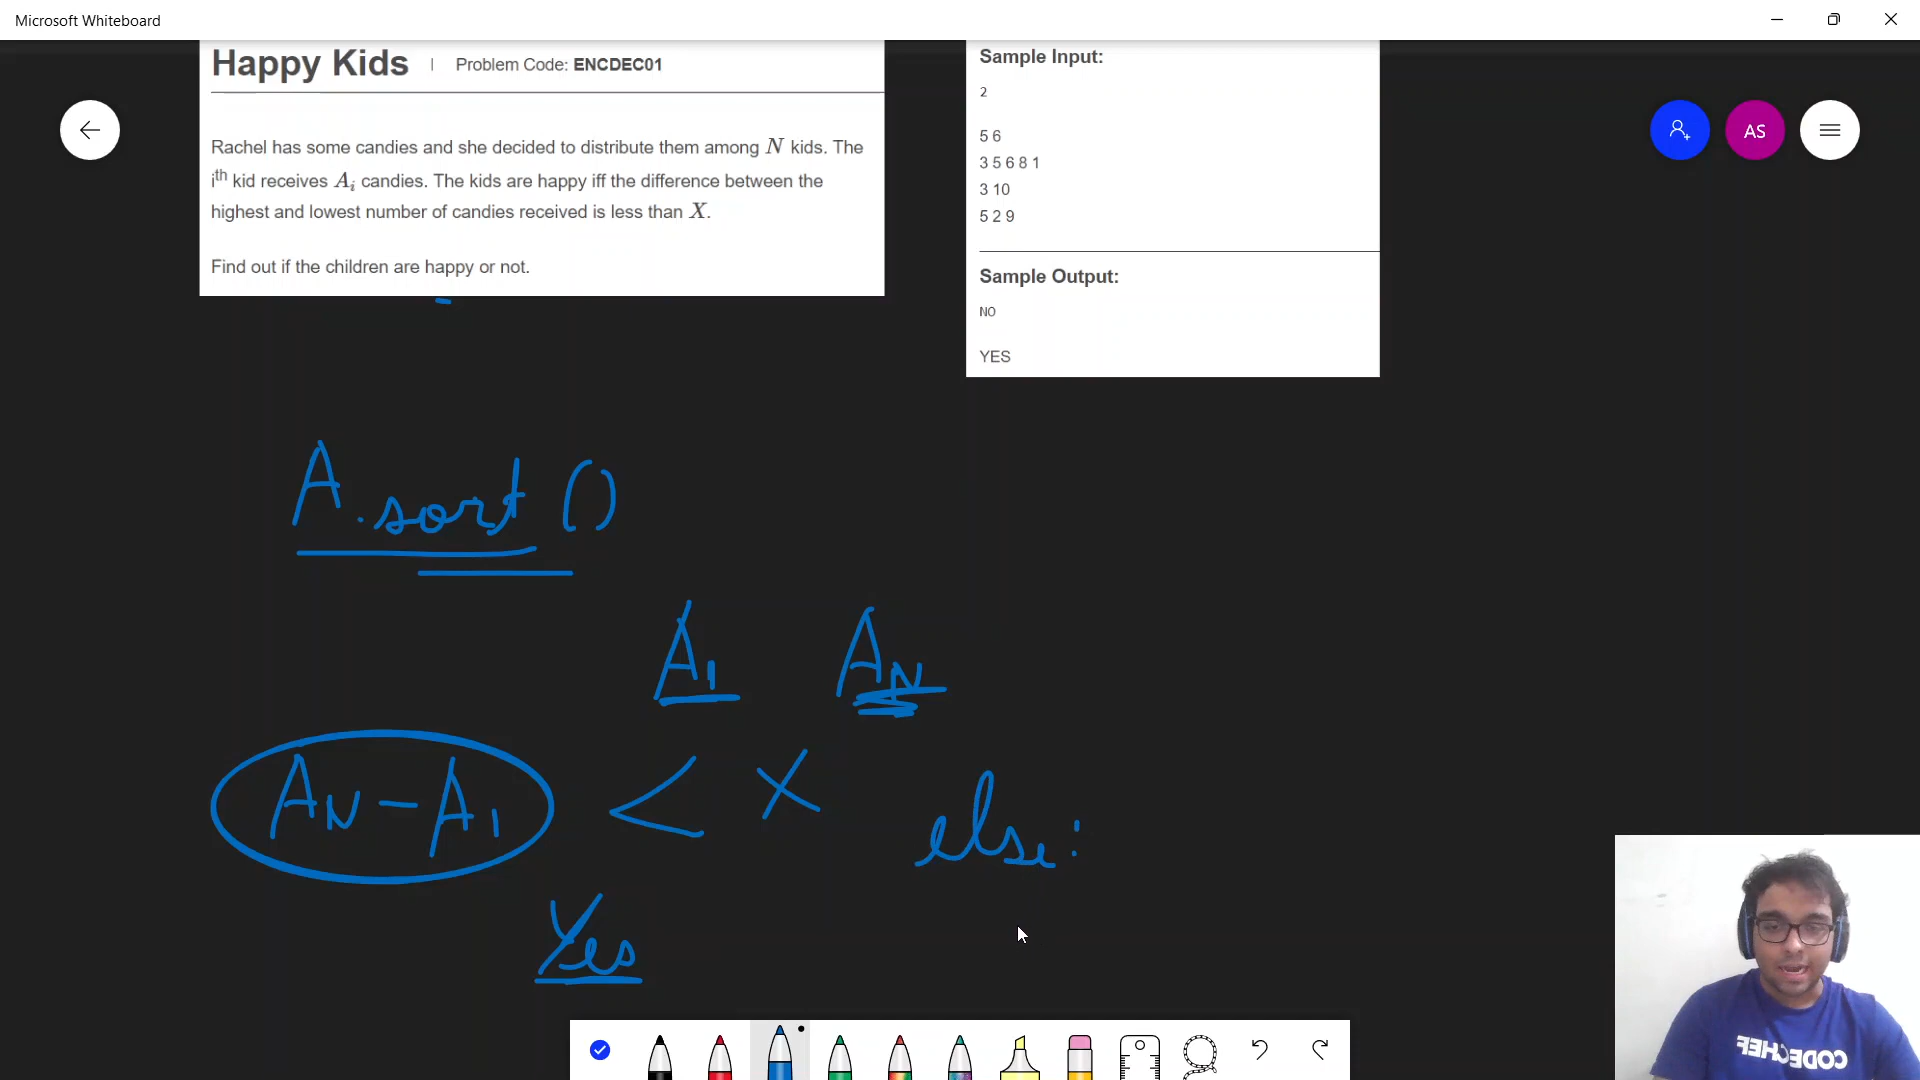 Microsoft Whiteboard
Happy Kids | Problem Code: ENCDEC01
Rachel has some candies and she decided to distribute them among N kids. The
iᵗʰ kid receives Aᵢ candies. The kids are happy iff the difference between the
highest and lowest number of candies received is less than X.
Find out if the children are happy or not.
Sample Input:
2
5 6
3 5 6 8 1
3 10
5 2 9
Sample Output:
NO
YES
AS
A.sort ()
A₁ A_N
A_N - A₁ < X else:
Yes
CODECHEF